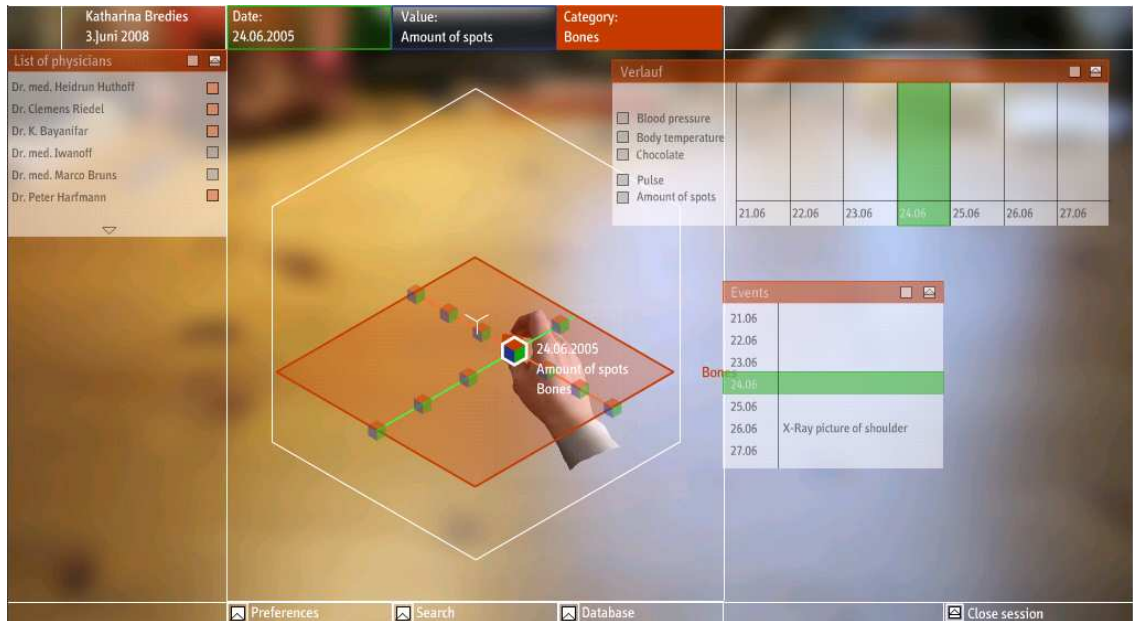 Katharina Bredies
3.Juni 2008
Date:
24.06.2005
Value:
Amount of spots
Category:
Bones
List of physicians
Dr. med. Heidrun Huthoff
Dr. Clemens Riedel
Dr. K. Bayanifar
Dr. med. Iwanoff
Dr. med. Marco Bruns
Dr. Peter Harfmann
Verlauf
Blood pressure
Body temperature
Chocolate
Pulse
Amount of spots
21.06 22.06 23.06 24.06 25.06 26.06 27.06
24.06.2005
Amount of spots
Bones
Bones
Events
21.06
22.06
23.06
24.06
25.06
26.06 X-Ray picture of shoulder
27.06
Preferences
Search
Database
Close session